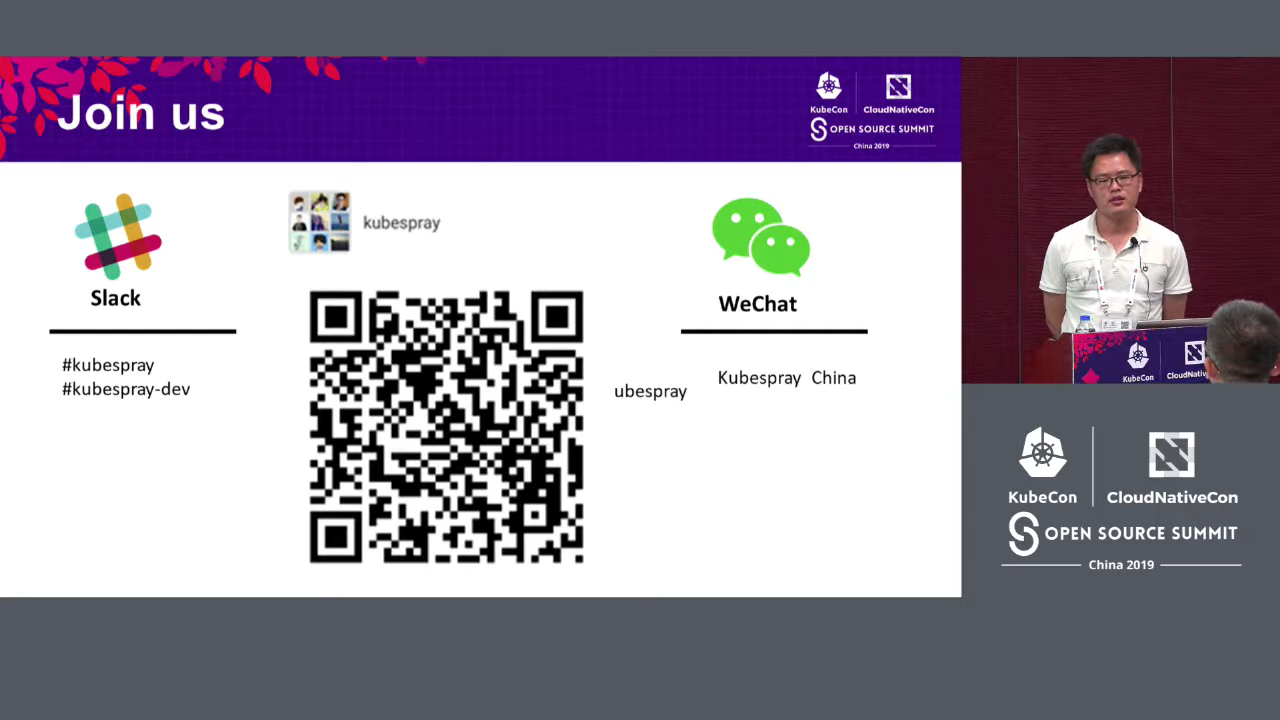 Join us
KubeCon
CloudNativeCon
OPEN SOURCE SUMMIT
China 2019
kubespray
Slack
WeChat
#kubespray
#kubespray-dev
ubespray
Kubespray China
KubeCon
CloudNativeCon
OPEN SOURCE SUMMIT
China 2019
KubeCon